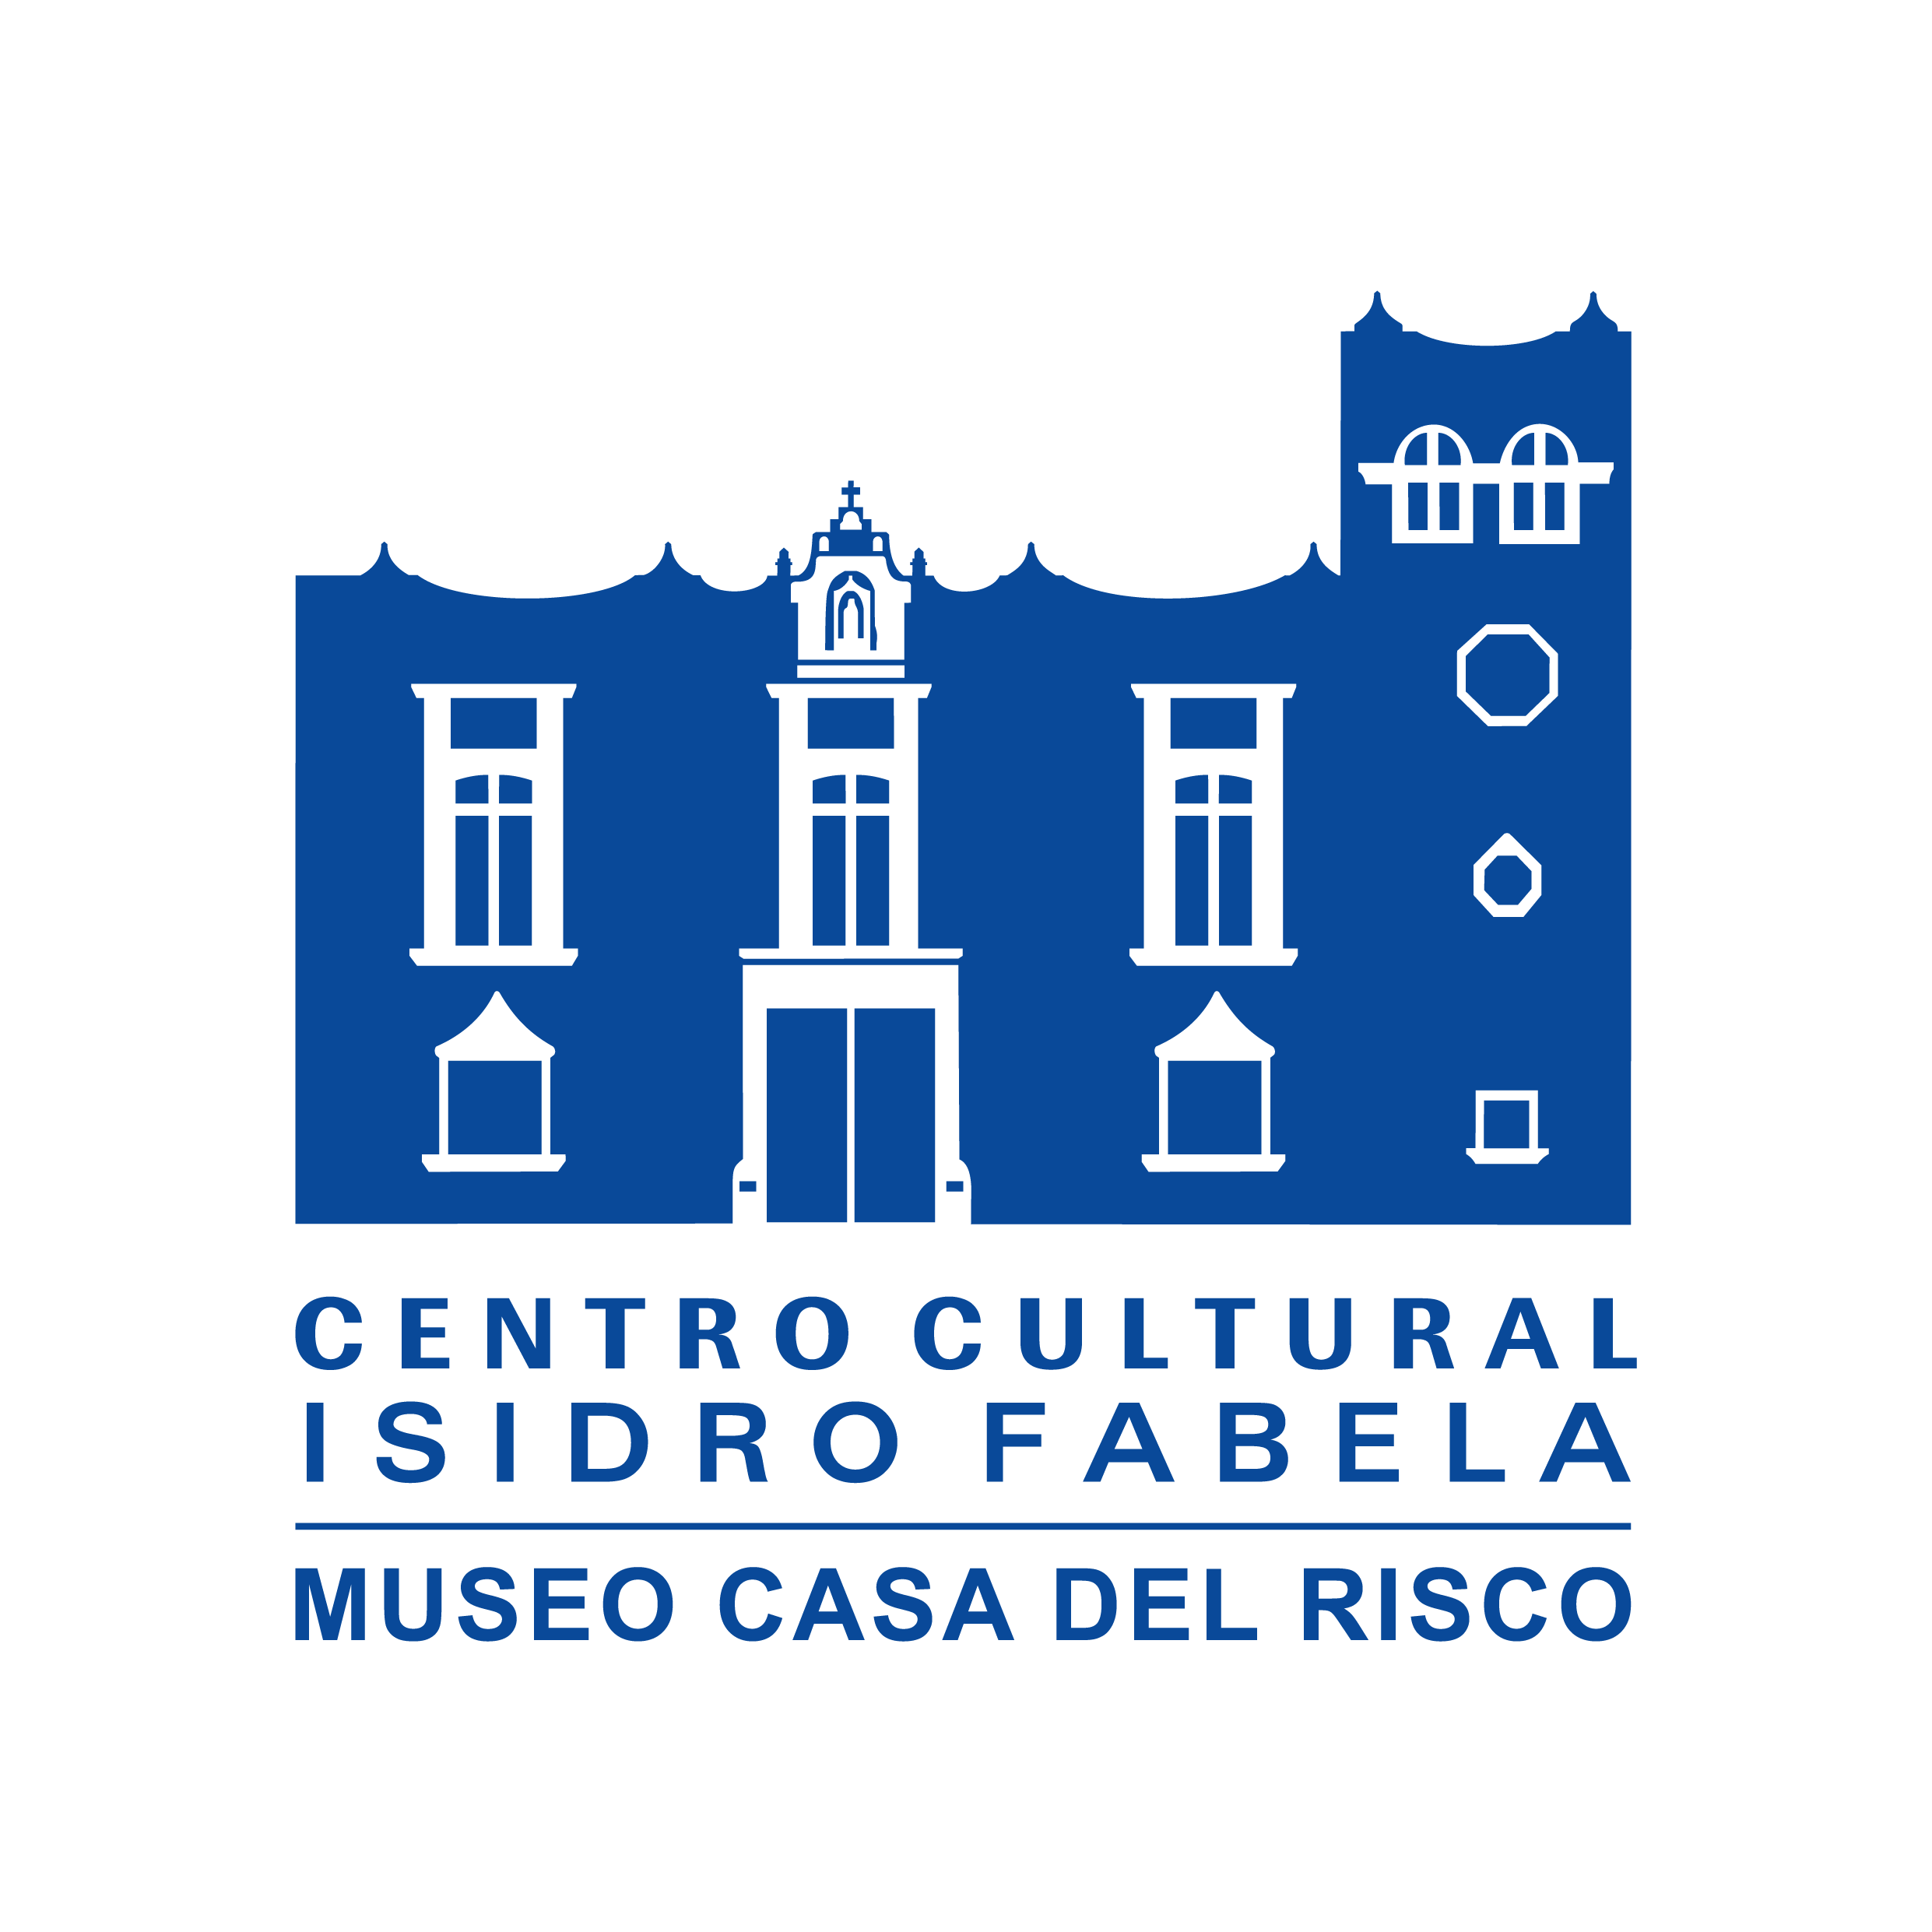 CENTRO CULTURAL
ISIDRO FABELA
MUSEO CASA DEL RISCO